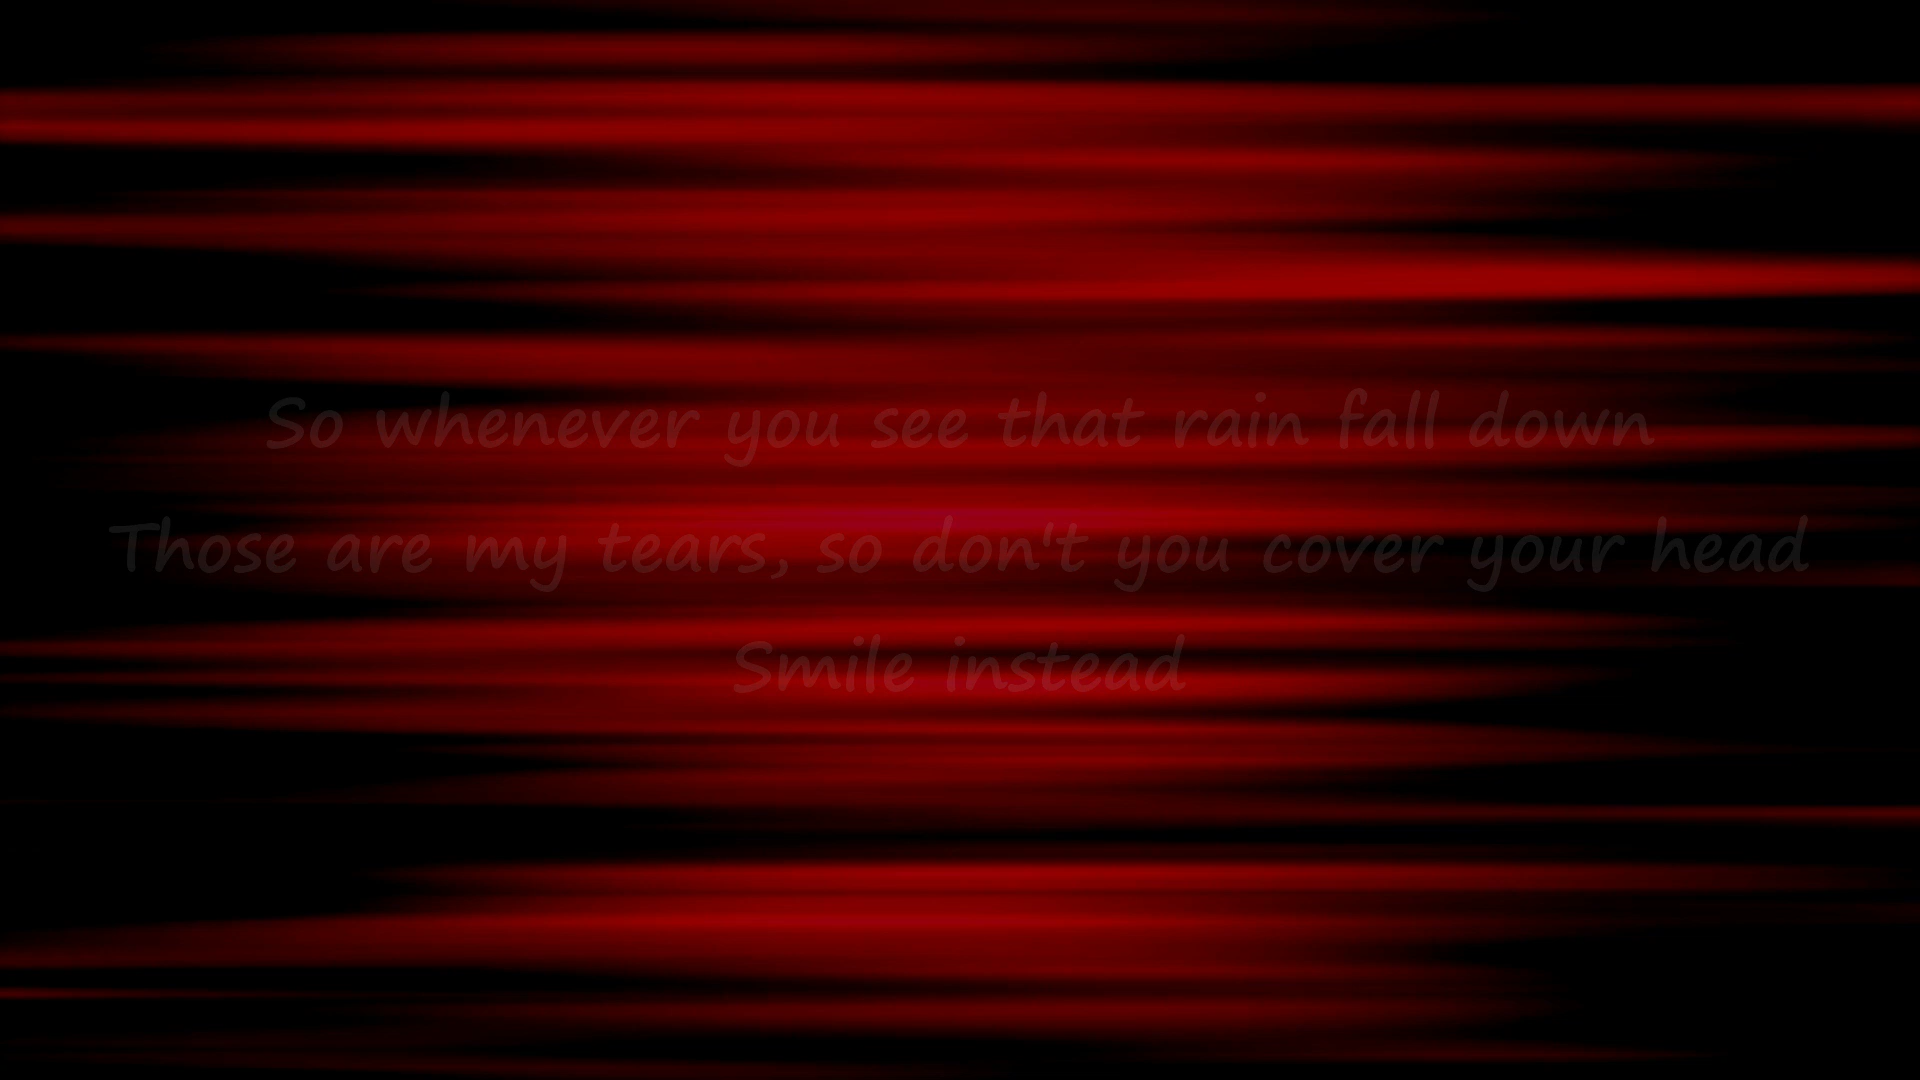 So whenever you see that rain fall down
Those are my tears, so don't you cover your head
Smile instead